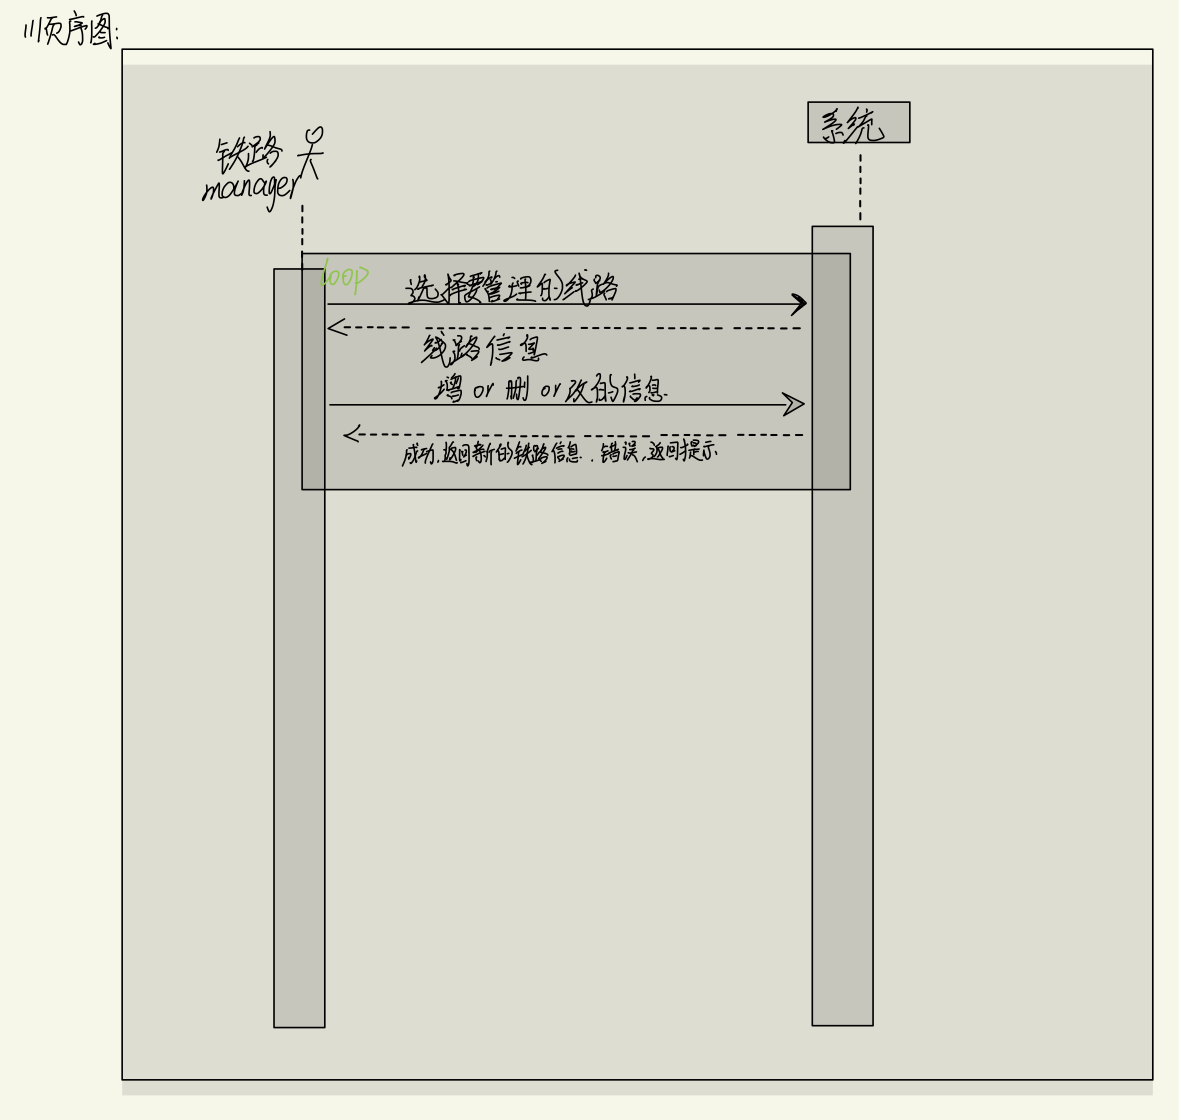 顺序图:
系统
铁路
manager
loop
选择要管理的线路
线路信息
增 or 删 or 改的信息
成功,返回新的铁路信息. 错误,返回提示